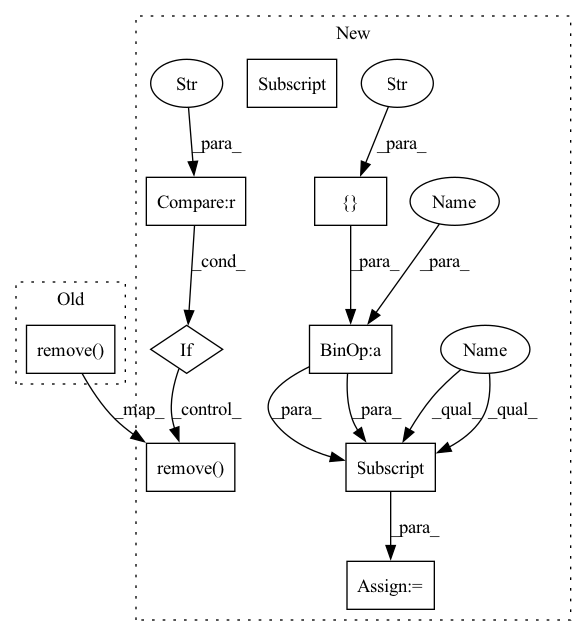 New
Str
Subscript
Str
_para_
_para_
Compare:r
{}
Name
_cond_
_para_
_para_
Old
remove()
If
BinOp:a
Name
_map_
_control_
_para_
_para_
_qual_
_qual_
remove()
Subscript
_para_
Assign:=